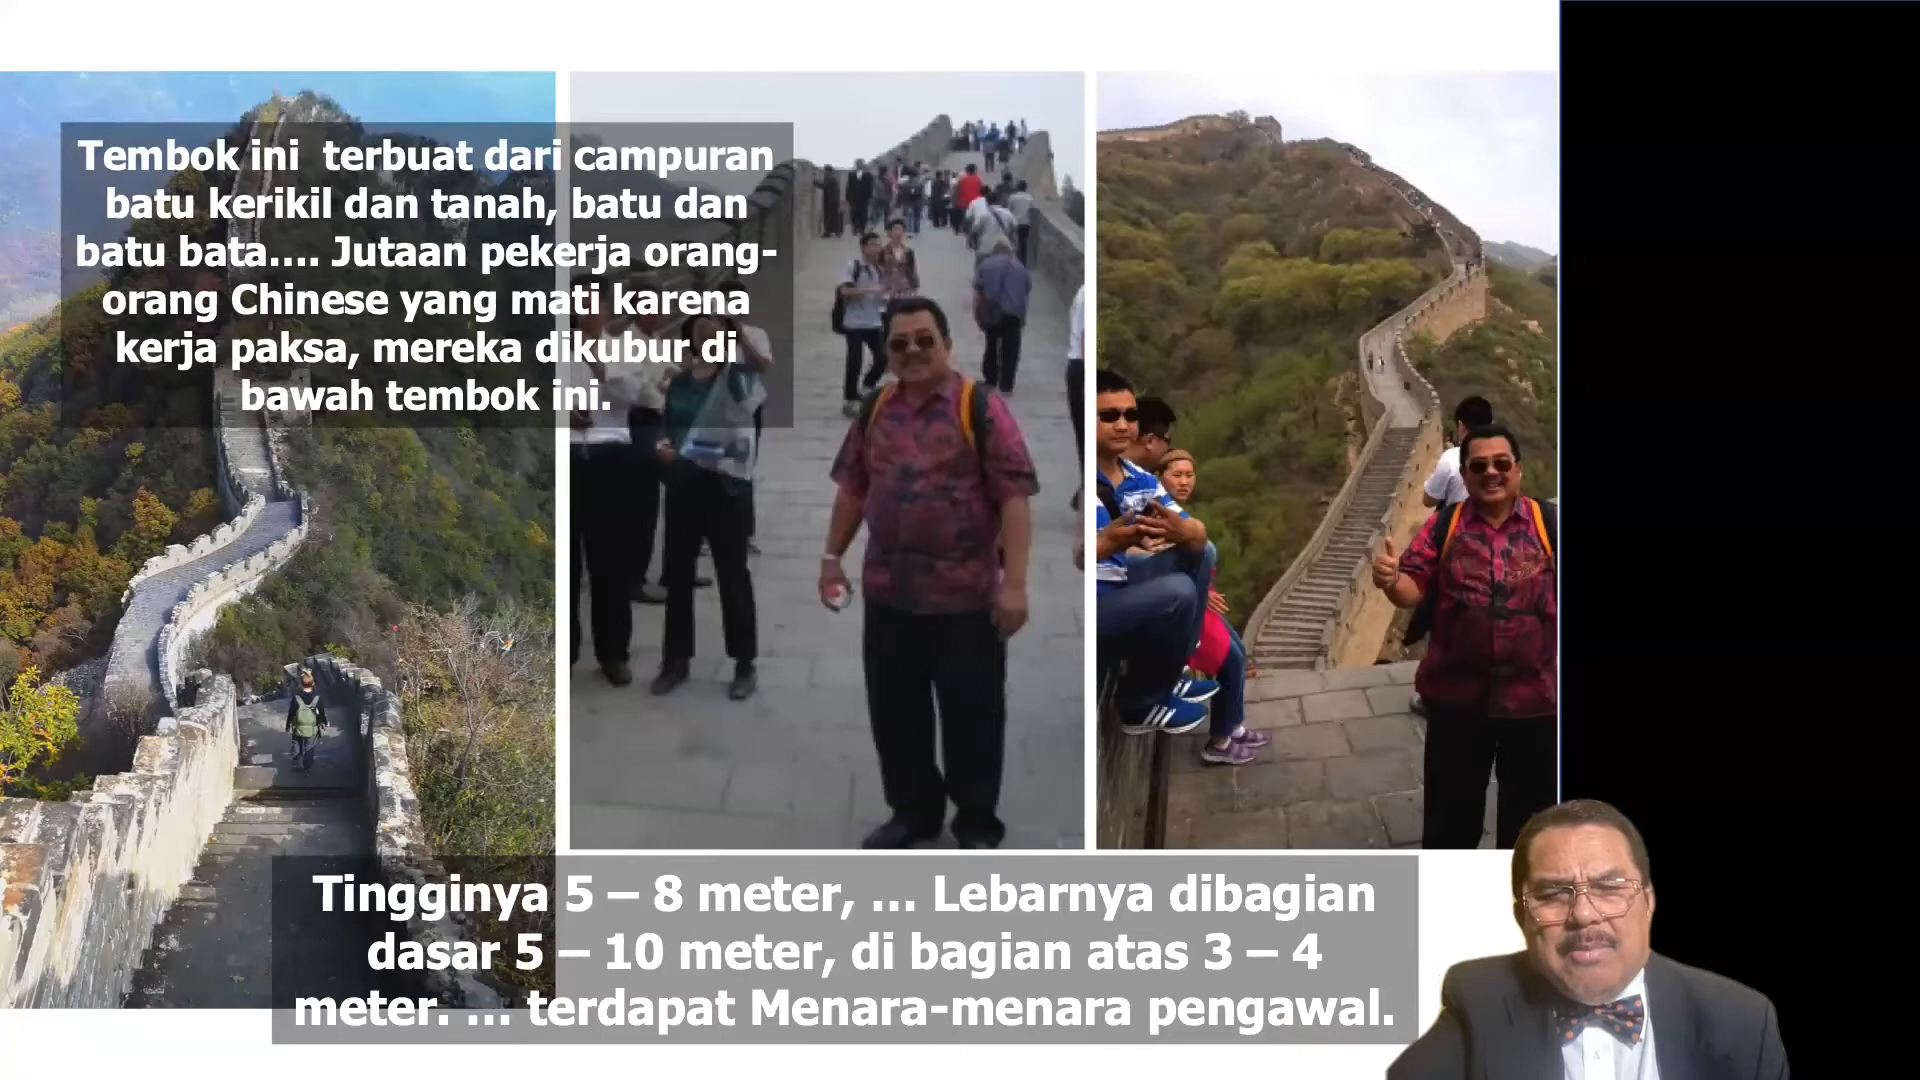 Tembok ini terbuat dari campuran
batu kerikil dan tanah, batu dan
batu bata.... Jutaan pekerja orang-
orang Chinese yang mati karena
kerja paksa, mereka dikubur di
bawah tembok ini.
Tingginya 5 – 8 meter, ... Lebarnya dibagian
dasar 5 – 10 meter, di bagian atas 3 – 4
meter. ... terdapat Menara-menara pengawal.